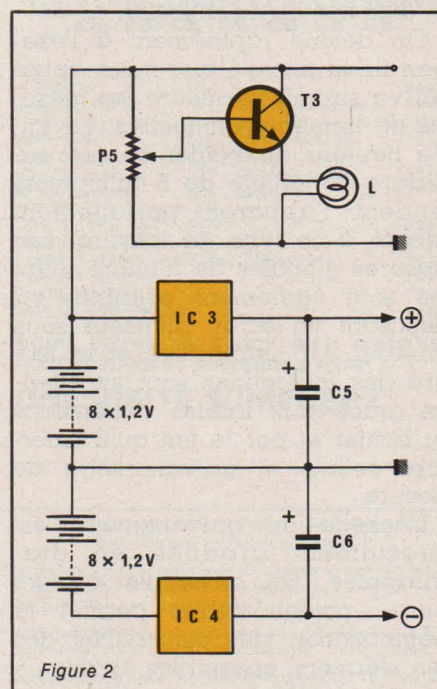 T3
P5
L
IC 3
+
+
C5
8 × 1,2V
+
C6
8 × 1,2V
IC 4
−
Figure 2